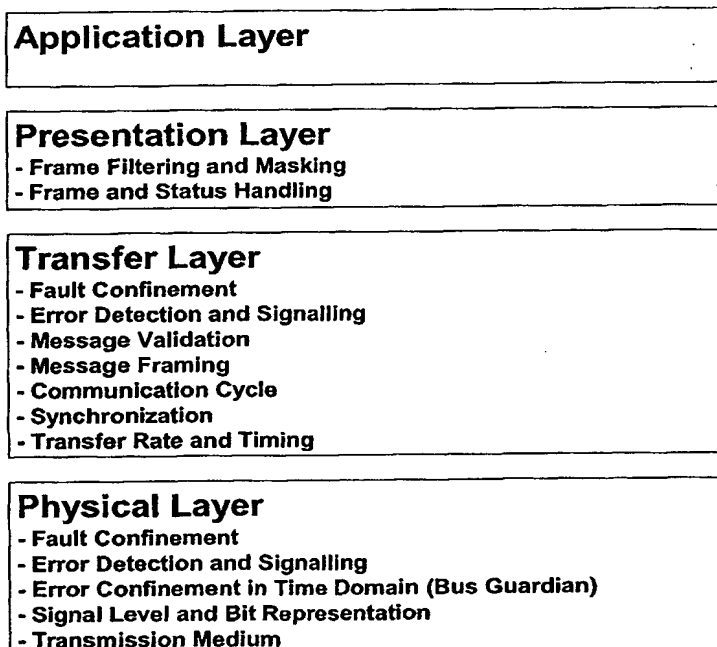 Application Layer
Presentation Layer
- Frame Filtering and Masking
- Frame and Status Handling
Transfer Layer
- Fault Confinement
- Error Detection and Signalling
- Message Validation
- Message Framing
- Communication Cycle
- Synchronization
- Transfer Rate and Timing
Physical Layer
- Fault Confinement
- Error Detection and Signalling
- Error Confinement in Time Domain (Bus Guardian)
- Signal Level and Bit Representation
- Transmission Medium